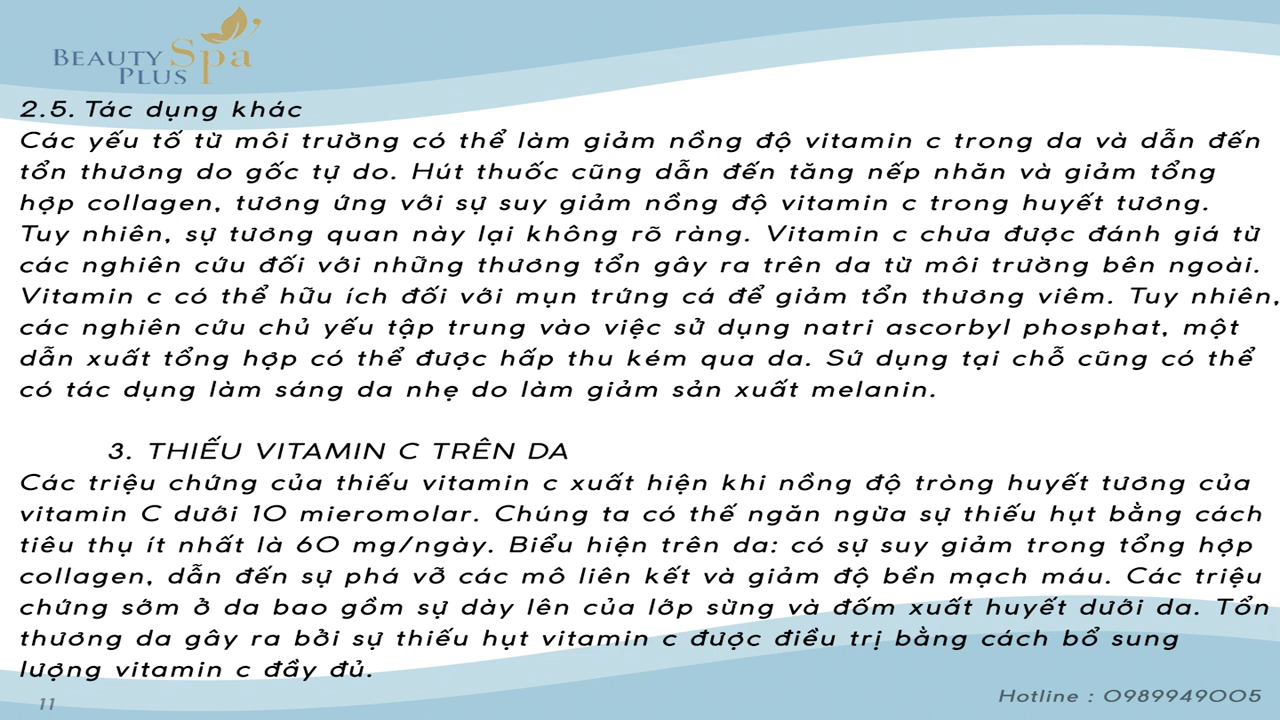 BEAUTY Spa
PLUS
2.5. Tác dụng khác
Các yếu tố từ môi trường có thể làm giảm nồng độ vitamin c trong da và dẫn đến
tổn thương do gốc tự do. Hút thuốc cũng dẫn đến tăng nếp nhăn và giảm tổng
hợp collagen, tương ứng với sự suy giảm nồng độ vitamin c trong huyết tương.
Tuy nhiên, sự tương quan này lại không rõ ràng. Vitamin c chưa được đánh giá từ
các nghiên cứu đối với những thương tổn gây ra trên da từ môi trường bên ngoài.
Vitamin c có thể hữu ích đối với mụn trứng cá để giảm tổn thương viêm. Tuy nhiên,
các nghiên cứu chủ yếu tập trung vào việc sử dụng natri ascorbyl phosphat, một
dẫn xuất tổng hợp có thể được hấp thu kém qua da. Sứ dụng tại chỗ cũng có thể
có tác dụng làm sáng da nhẹ do làm giảm sản xuất melanin.
3. THIẾU VITAMIN C TRÊN DA
Các triệu chứng của thiếu vitamin c xuất hiện khi nồng độ tròng huyết tương của
vitamin C dưới 10 mieromolar. Chúng ta có thế ngăn ngừa sự thiếu hụt bằng cách
tiêu thụ ít nhất là 60 mg/ngày. Biểu hiện trên da: có sự suy giảm trong tổng hợp
collagen, dẫn đến sự phá vỡ các mô liên kết và giảm độ bền mạch máu. Các triệu
chứng sớm ở da bao gồm sự dày lên của lớp sừng và đốm xuất huyết dưới da. Tổn
thương da gây ra bởi sự thiếu hụt vitamin c được điều trị bằng cách bổ sung
lượng vitamin c đầy đủ.
11
Hotline : 0989949005